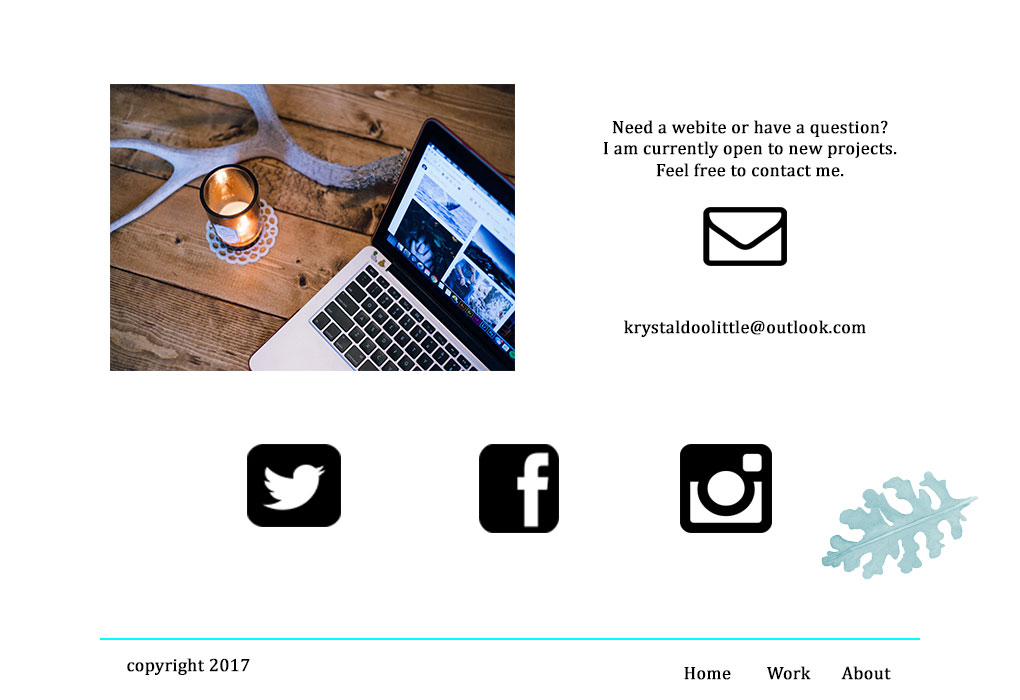 Need a webite or have a question?
I am currently open to new projects.
Feel free to contact me.
krystaldoolittle@outlook.com
copyright 2017
Home Work About